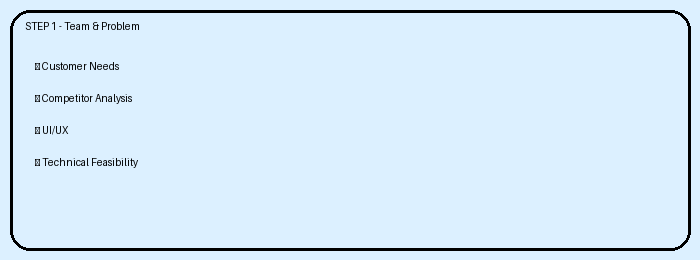 STEP 1 - Team & Problem
Customer Needs
Competitor Analysis
UI/UX
Technical Feasibility